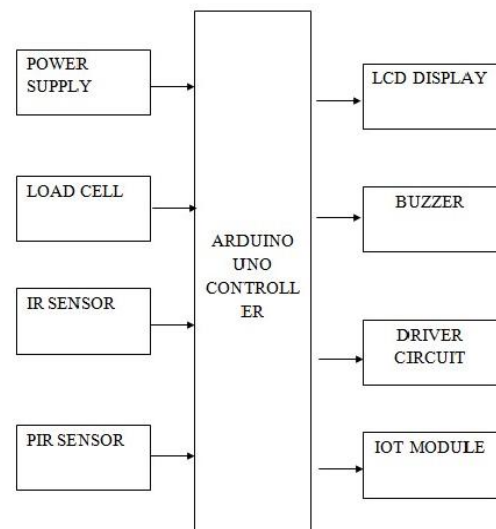 POWER
SUPPLY
LOAD CELL
IR SENSOR
PIR SENSOR
ARDUINO
UNO
CONTROLL
ER
LCD DISPLAY
BUZZER
DRIVER
CIRCUIT
IOT MODULE